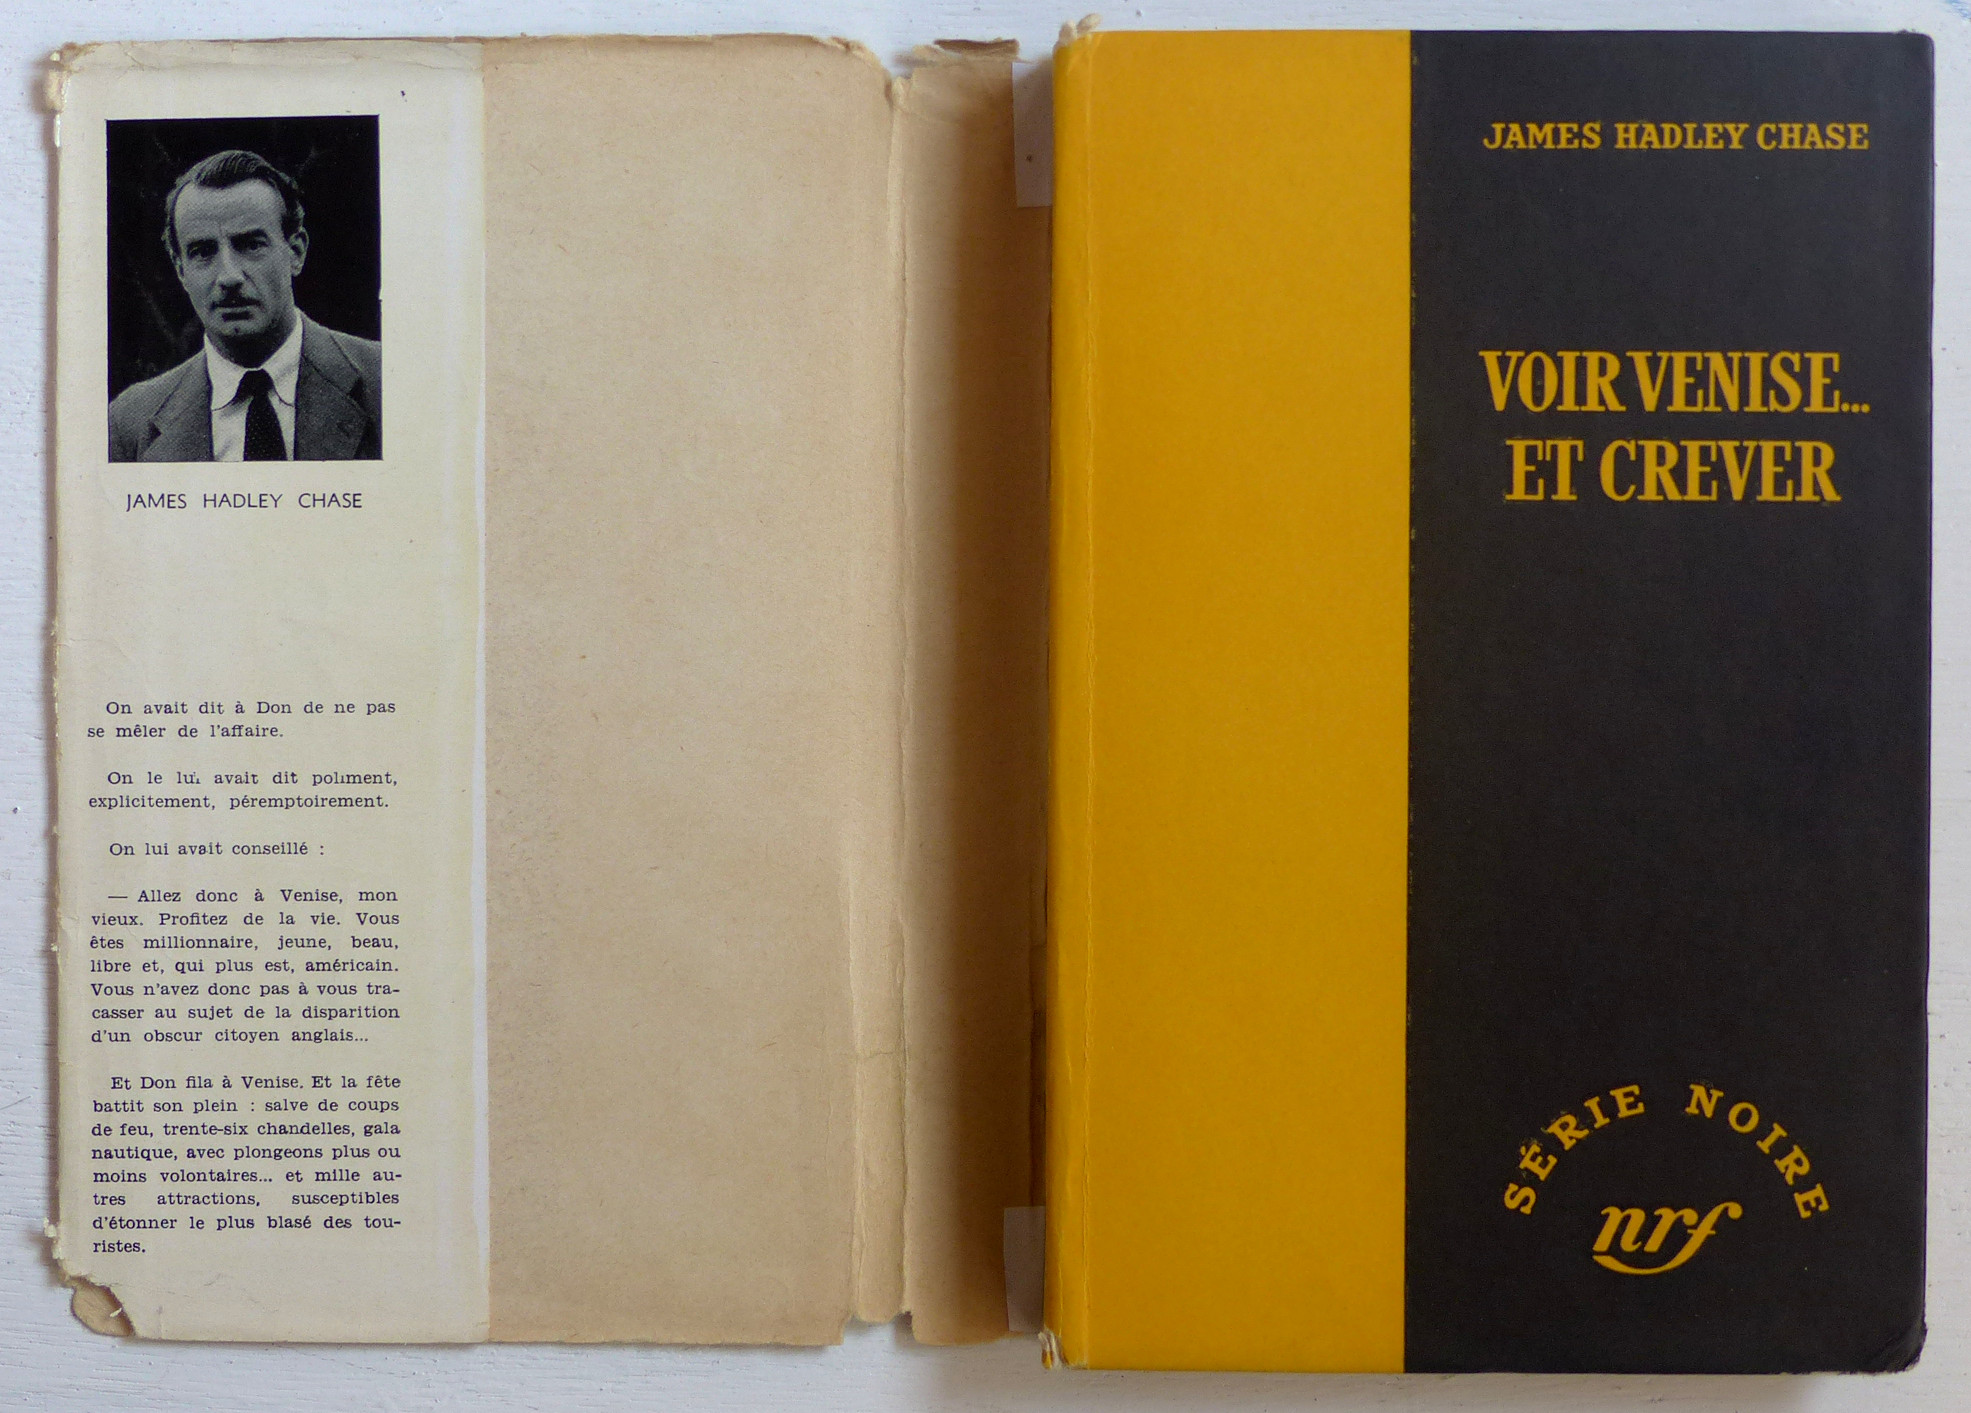 JAMES HADLEY CHASE
On avait dit à Don de ne pas
se mêler de l'affaire.
On le lui avait dit poliment,
explicitement, péremptoirement.
On lui avait conseillé :
— Allez donc à Venise, mon
vieux. Profitez de la vie. Vous
êtes millionnaire, jeune, beau,
libre et, qui plus est, américain.
Vous n'avez donc pas à vous tra-
casser au sujet de la disparition
d'un obscur citoyen anglais...
Et Don fila à Venise. Et la fête
battit son plein : salve de coups
de feu, trente-six chandelles, gala
nautique, avec plongeons plus ou
moins volontaires... et mille au-
tres attractions, susceptibles
d'étonner le plus blasé des tou-
ristes.
JAMES HADLEY CHASE
VOIR VENISE...
ET CREVER
SÉRIE NOIRE
nrf